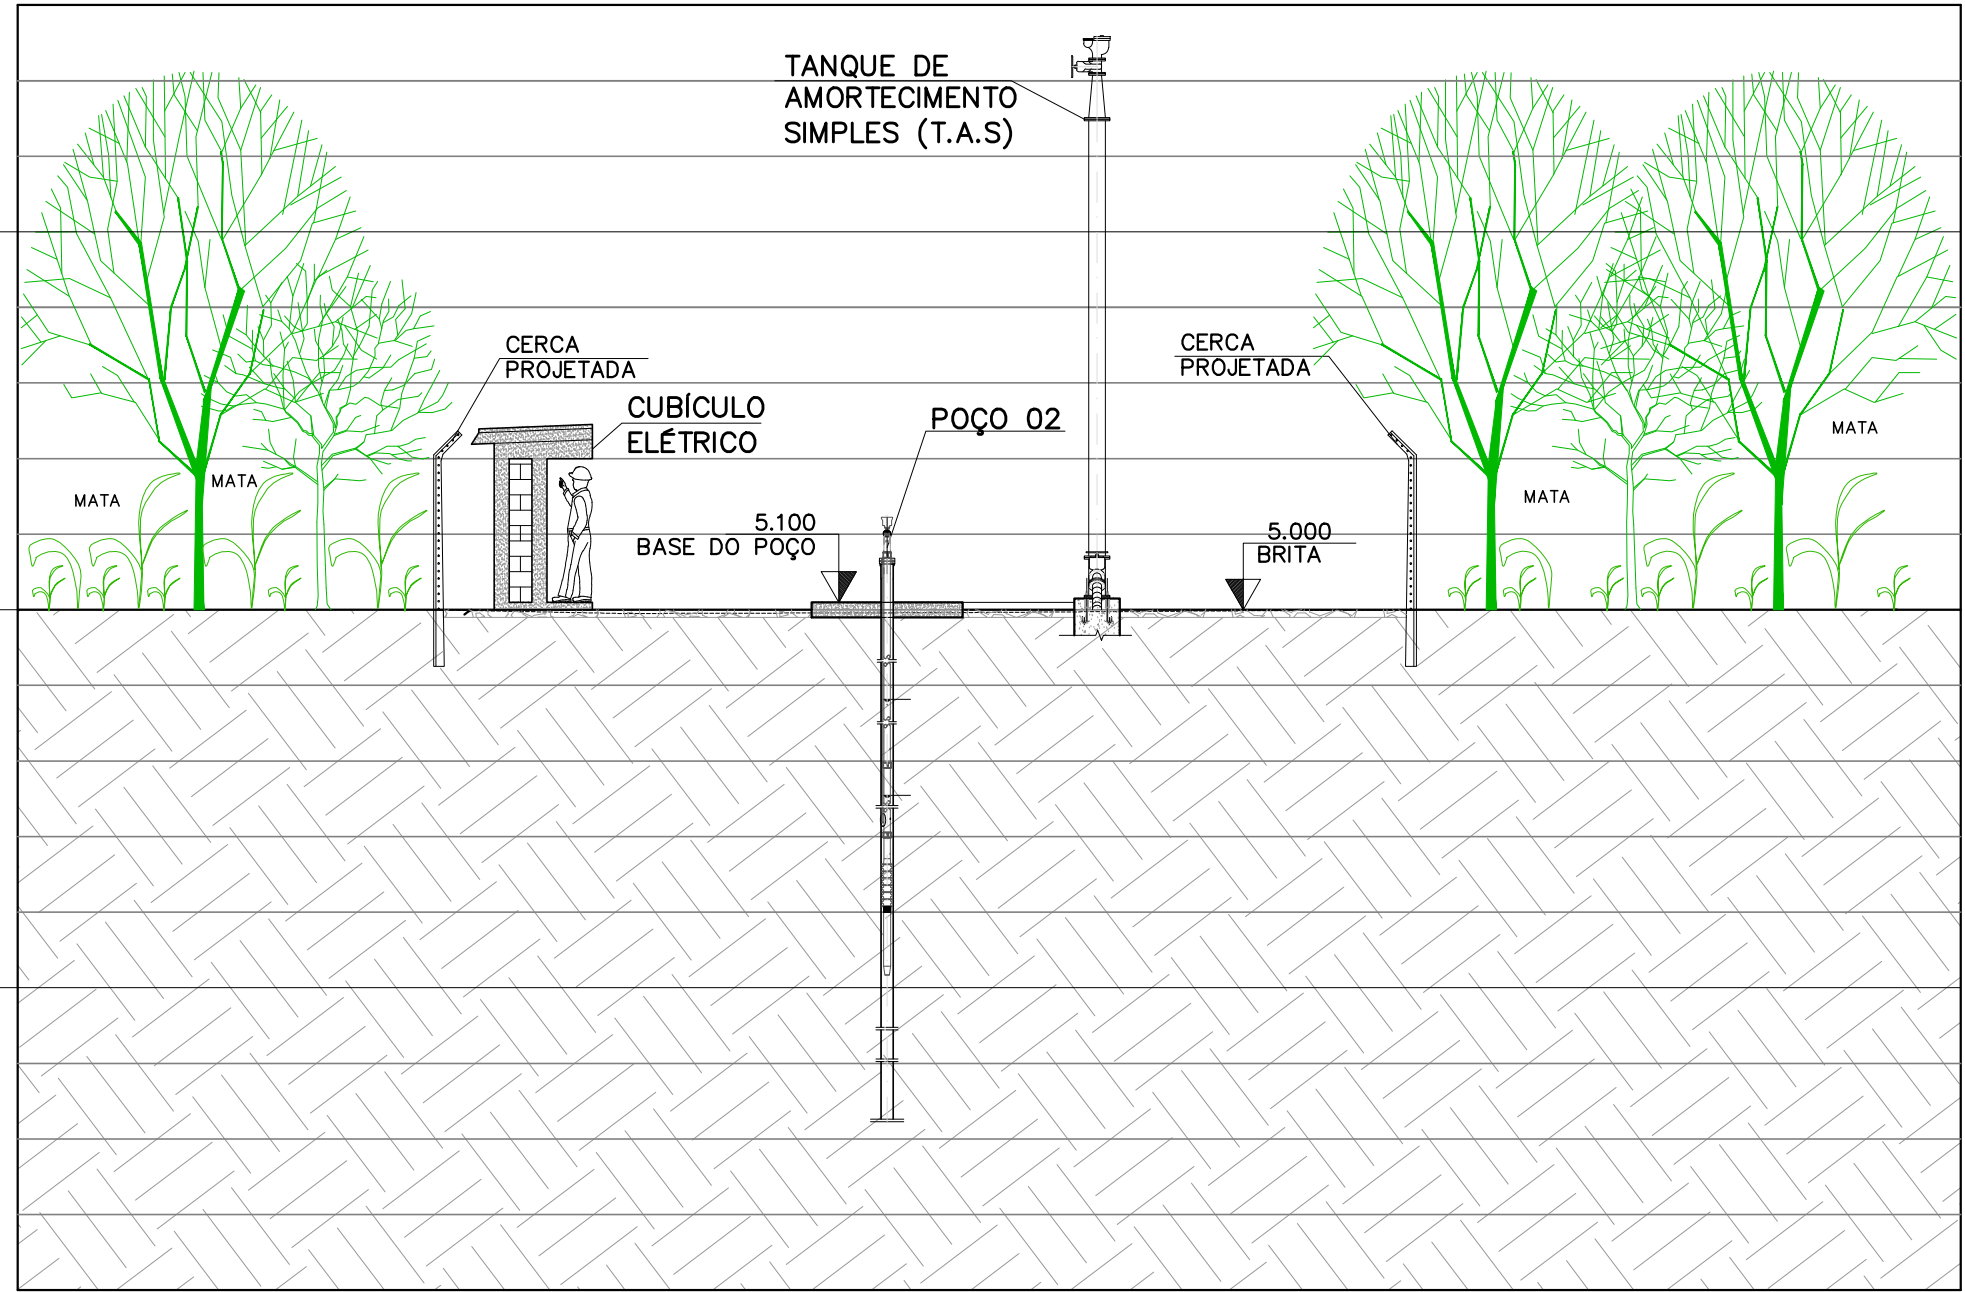 TANQUE DE
AMORTECIMENTO
SIMPLES (T.A.S)
CERCA
PROJETADA
CERCA
PROJETADA
CUBÍCULO
ELÉTRICO
POÇO 02
MATA
MATA
MATA
MATA
5.100
BASE DO POÇO
5.000
BRITA